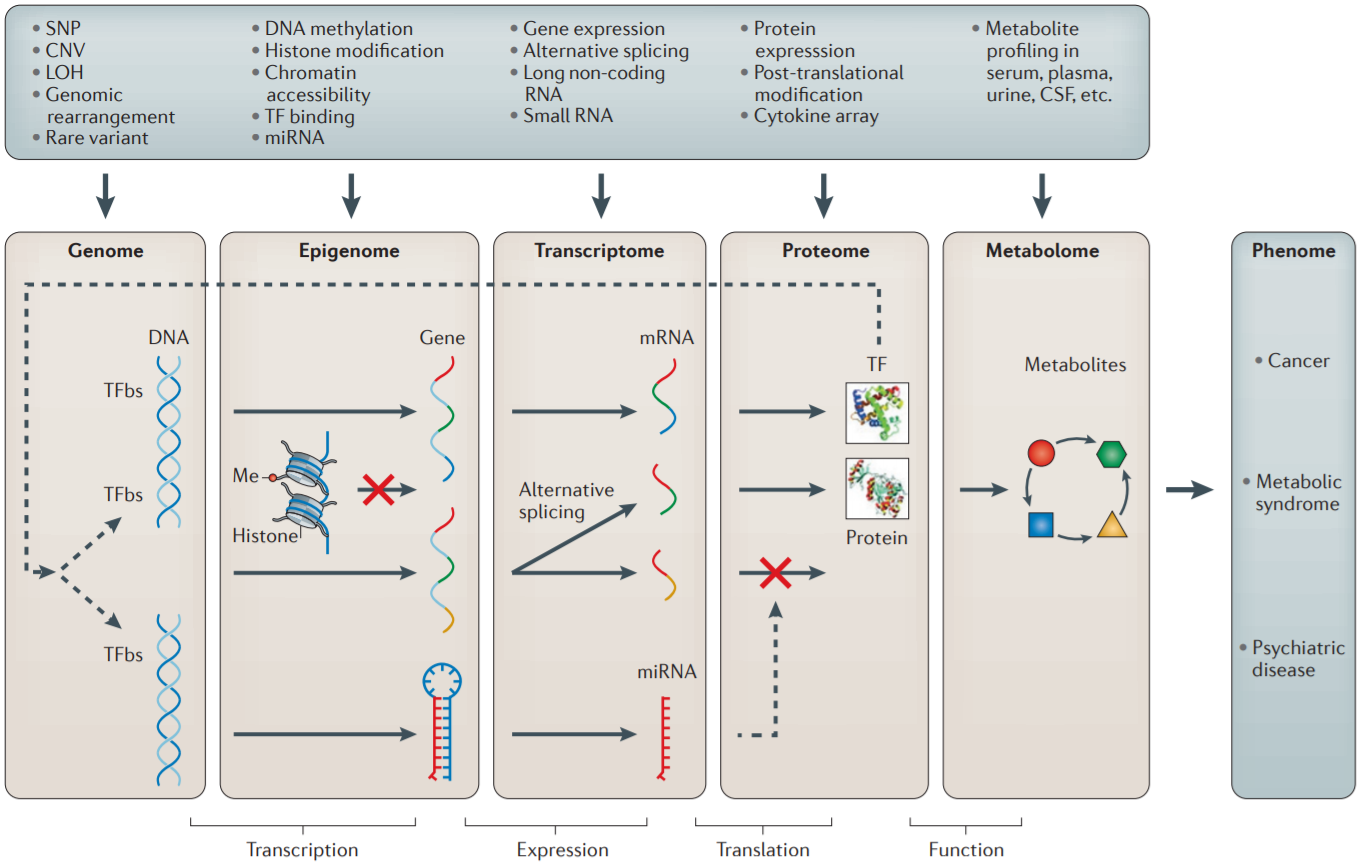 • SNP
• CNV
• LOH
• Genomic
rearrangement
• Rare variant
• DNA methylation
• Histone modification
• Chromatin
accessibility
• TF binding
• miRNA
• Gene expression
• Alternative splicing
• Long non-coding
RNA
• Small RNA
• Protein
expresssion
• Post-translational
modification
• Cytokine array
• Metabolite
profiling in
serum, plasma,
urine, CSF, etc.
Genome
Epigenome
Transcriptome
Proteome
Metabolome
Phenome
DNA
TFbs
TFbs
TFbs
Gene
Me
Histone
mRNA
Alternative
splicing
miRNA
TF
Protein
Metabolites
• Cancer
• Metabolic
syndrome
• Psychiatric
disease
Transcription
Expression
Translation
Function